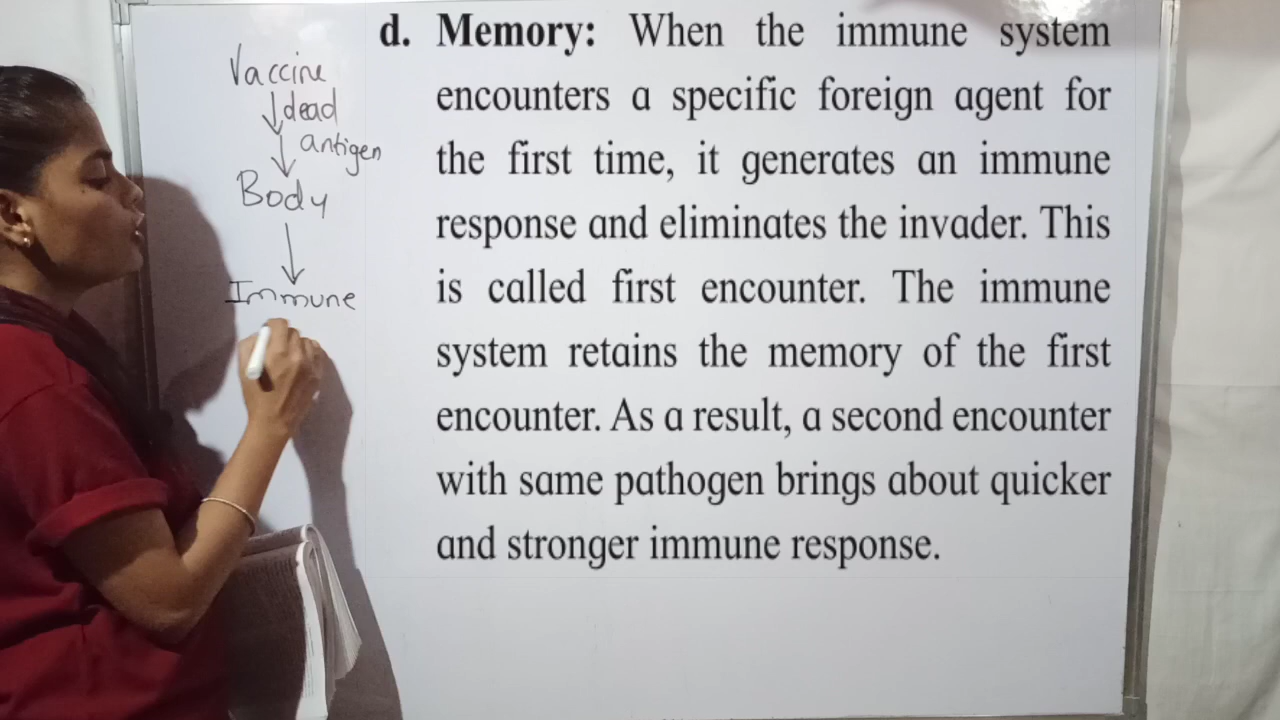 Vaccine
dead
antigen
Body
Immune
d. Memory: When the immune system
encounters a specific foreign agent for
the first time, it generates an immune
response and eliminates the invader. This
is called first encounter. The immune
system retains the memory of the first
encounter. As a result, a second encounter
with same pathogen brings about quicker
and stronger immune response.